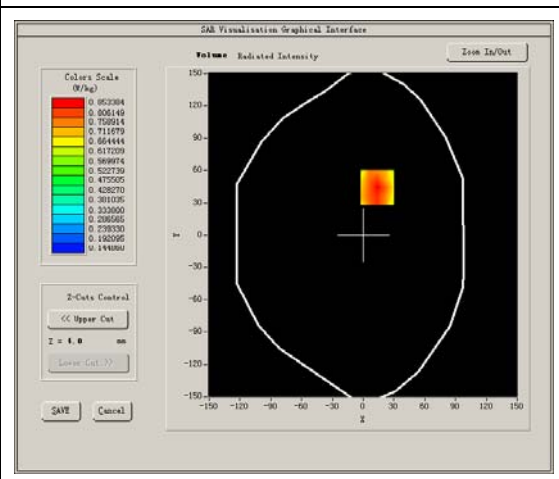 SAR Visualisation Graphical Interface
Volume Radiated Intensity
Zoom In/Out
Colors Scale
(W/kg)
0.853384
0.806149
0.758914
0.711679
0.664444
0.617209
0.569974
0.522739
0.475505
0.428270
0.381035
0.333800
0.286565
0.239330
0.192095
0.144860
Z-Cuts Control
<< Upper Cut
Z = 4.0 mm
Lower Cut >>
SAVE
Cancel
150
120
90
60
30
0
-30
-60
-90
-120
-150
Y
-150 -120 -90 -60 -30 0 30 60 90 120 150
X